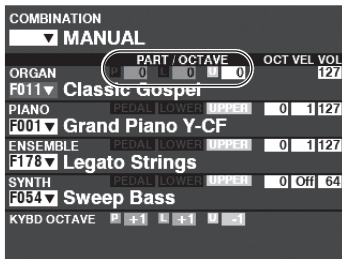 COMBINATION
▼ MANUAL
PART / OCTAVE OCT VEL VOL
ORGAN P 0 L 0 U 0 127
F011▼ Classic Gospel
PIANO PEDAL LOWER UPPER 0 1 127
F001▼ Grand Piano Y-CF
ENSEMBLE PEDAL LOWER UPPER 0 1 127
F178▼ Legato Strings
SYNTH PEDAL LOWER UPPER 0 Off 64
F054▼ Sweep Bass
KYBD OCTAVE P +1 L +1 U -1